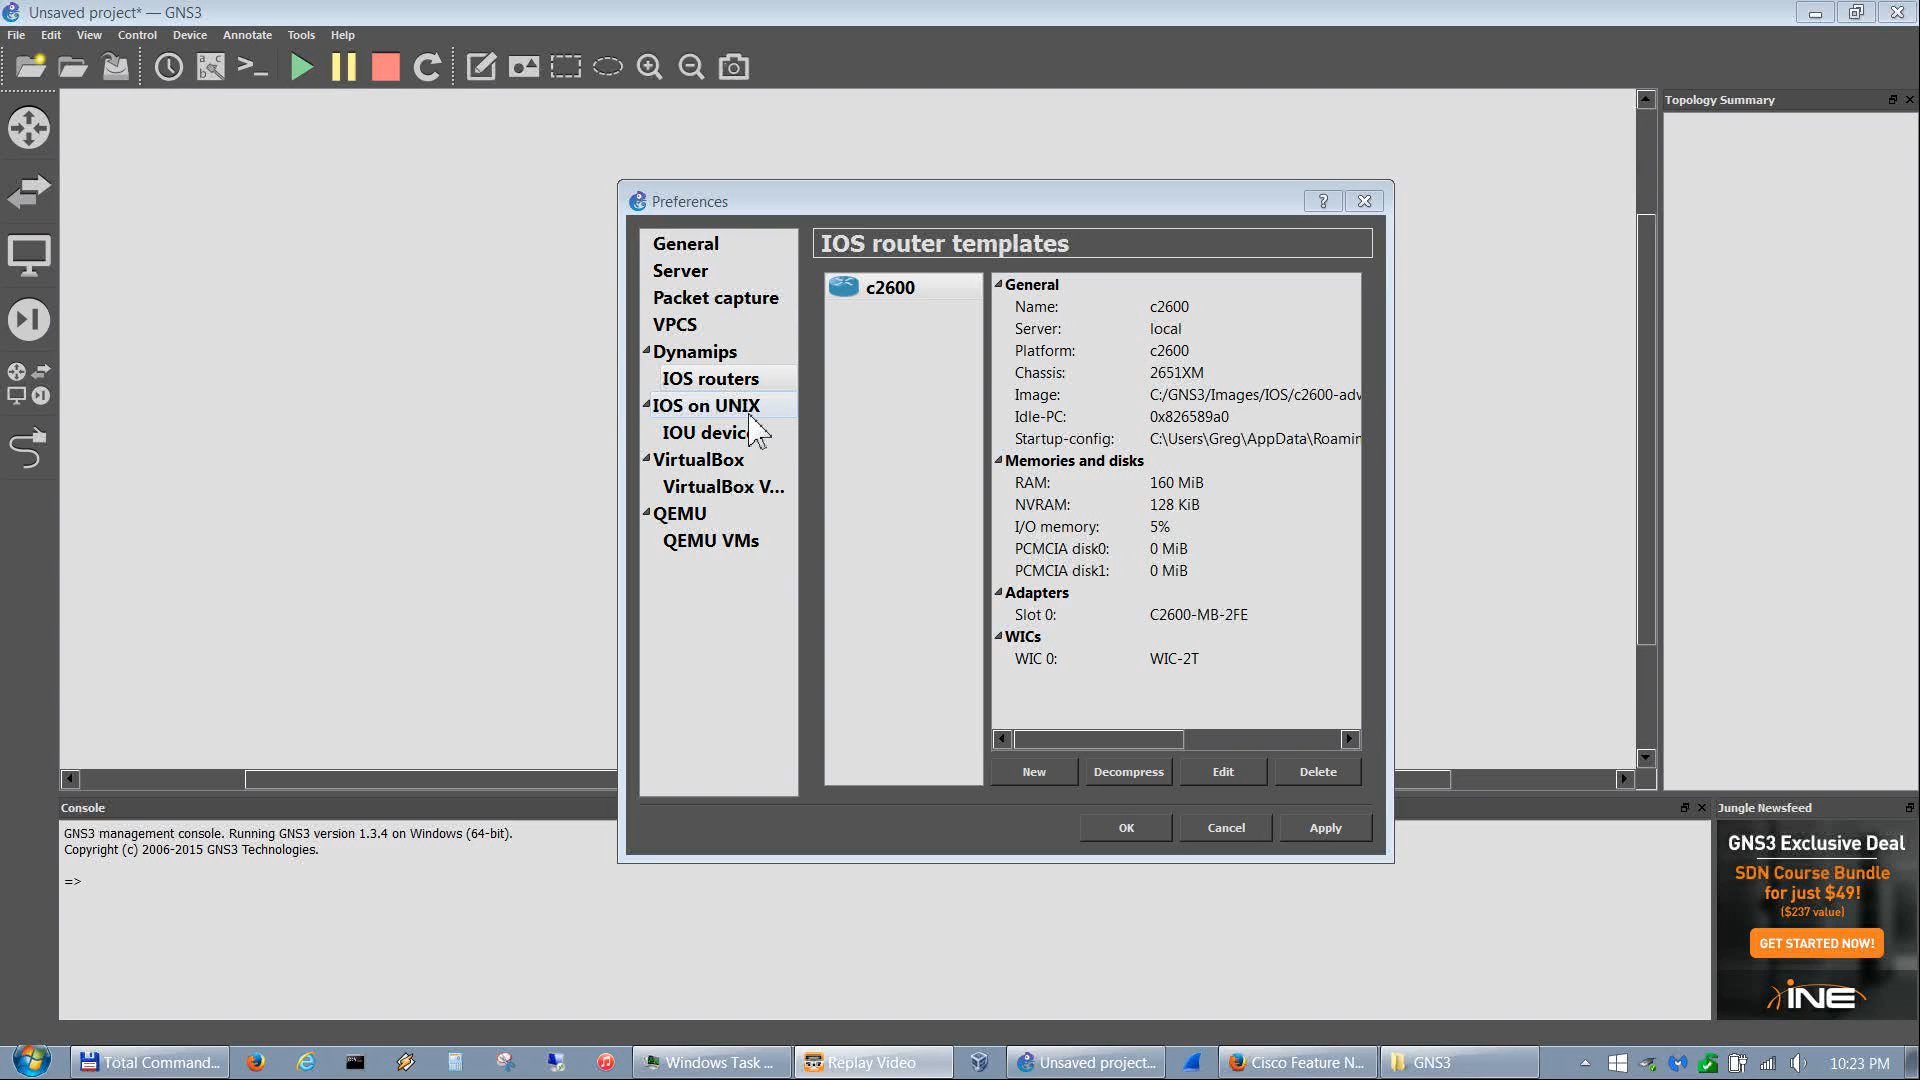 Unsaved project* — GNS3
File Edit View Control Device Annotate Tools Help
Topology Summary
Preferences
General
Server
Packet capture
VPCS
Dynamips
IOS routers
IOS on UNIX
IOU devic
VirtualBox
VirtualBox V...
QEMU
QEMU VMs
IOS router templates
c2600
General
Name: c2600
Server: local
Platform: c2600
Chassis: 2651XM
Image: C:/GNS3/Images/IOS/c2600-adv
Idle-PC: 0x826589a0
Startup-config: C:\Users\Greg\AppData\Roamin
Memories and disks
RAM: 160 MiB
NVRAM: 128 KiB
I/O memory: 5%
PCMCIA disk0: 0 MiB
PCMCIA disk1: 0 MiB
Adapters
Slot 0: C2600-MB-2FE
WICs
WIC 0: WIC-2T
New Decompress Edit Delete
OK Cancel Apply
Console
GNS3 management console. Running GNS3 version 1.3.4 on Windows (64-bit).
Copyright (c) 2006-2015 GNS3 Technologies.
=>
Jungle Newsfeed
GNS3 Exclusive Deal
SDN Course Bundle
for just $49!
($237 value)
GET STARTED NOW!
INE
Total Command... Windows Task ... Replay Video Unsaved project... Cisco Feature N... GNS3 10:23 PM